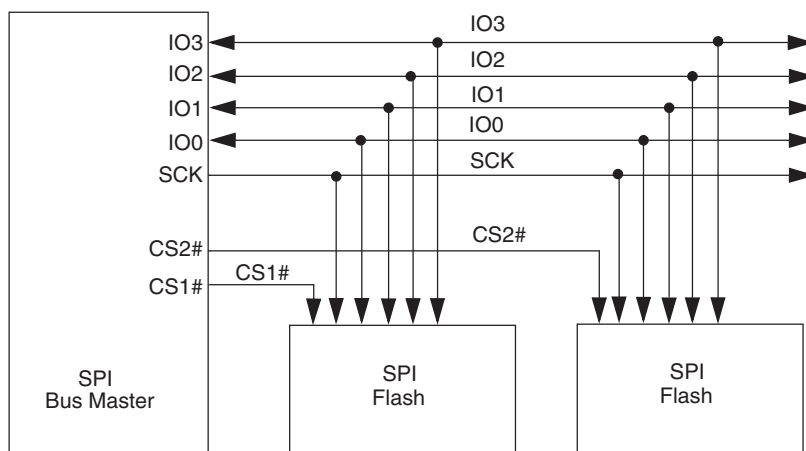 IO3
IO3
IO2
IO2
IO1
IO1
IO0
IO0
SCK
SCK
CS2#
CS2#
CS1#
CS1#
SPI
Bus Master
SPI
Flash
SPI
Flash